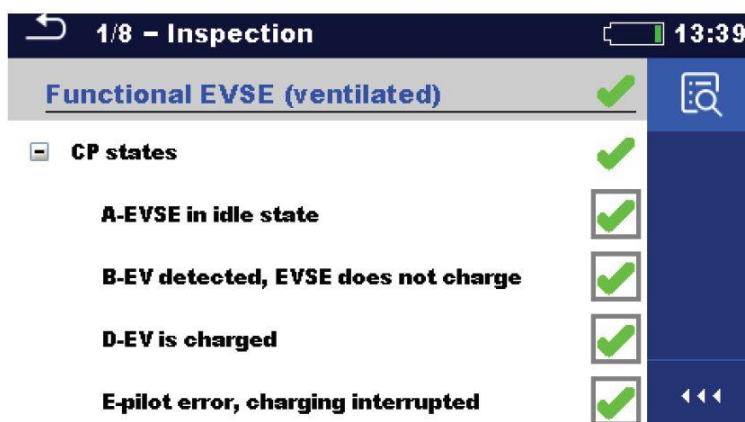 1/8 – Inspection 13:39
Functional EVSE (ventilated)
CP states
A-EVSE in idle state
B-EV detected, EVSE does not charge
D-EV is charged
E-pilot error, charging interrupted